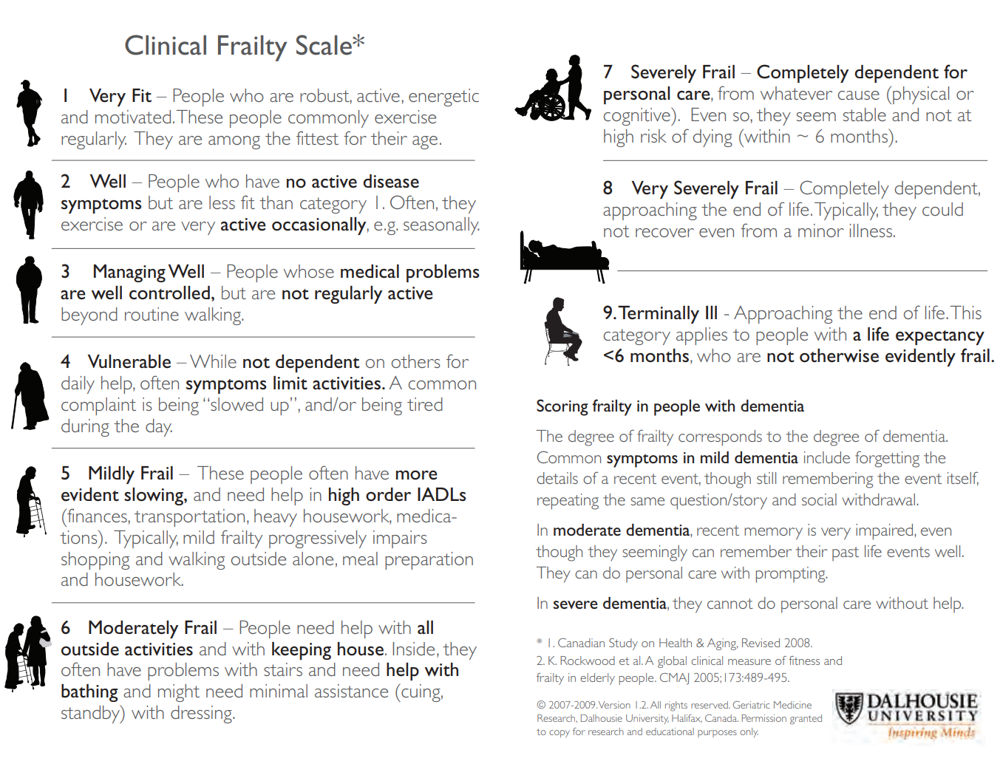 Clinical Frailty Scale*
1 Very Fit – People who are robust, active, energetic
and motivated. These people commonly exercise
regularly. They are among the fittest for their age.
2 Well – People who have no active disease
symptoms but are less fit than category 1. Often, they
exercise or are very active occasionally, e.g. seasonally.
3 Managing Well – People whose medical problems
are well controlled, but are not regularly active
beyond routine walking.
4 Vulnerable – While not dependent on others for
daily help, often symptoms limit activities. A common
complaint is being “slowed up”, and/or being tired
during the day.
5 Mildly Frail – These people often have more
evident slowing, and need help in high order IADLs
(finances, transportation, heavy housework, medica-
tions). Typically, mild frailty progressively impairs
shopping and walking outside alone, meal preparation
and housework.
6 Moderately Frail – People need help with all
outside activities and with keeping house. Inside, they
often have problems with stairs and need help with
bathing and might need minimal assistance (cuing,
standby) with dressing.
7 Severely Frail – Completely dependent for
personal care, from whatever cause (physical or
cognitive). Even so, they seem stable and not at
high risk of dying (within ~ 6 months).
8 Very Severely Frail – Completely dependent,
approaching the end of life. Typically, they could
not recover even from a minor illness.
9. Terminally Ill - Approaching the end of life. This
category applies to people with a life expectancy
<6 months, who are not otherwise evidently frail.
Scoring frailty in people with dementia
The degree of frailty corresponds to the degree of dementia.
Common symptoms in mild dementia include forgetting the
details of a recent event, though still remembering the event itself,
repeating the same question/story and social withdrawal.
In moderate dementia, recent memory is very impaired, even
though they seemingly can remember their past life events well.
They can do personal care with prompting.
In severe dementia, they cannot do personal care without help.
* 1. Canadian Study on Health & Aging, Revised 2008.
2. K. Rockwood et al. A global clinical measure of fitness and
frailty in elderly people. CMAJ 2005;173:489-495.
© 2007-2009. Version 1.2. All rights reserved. Geriatric Medicine
Research, Dalhousie University, Halifax, Canada. Permission granted
to copy for research and educational purposes only.
DALHOUSIE
UNIVERSITY
Inspiring Minds